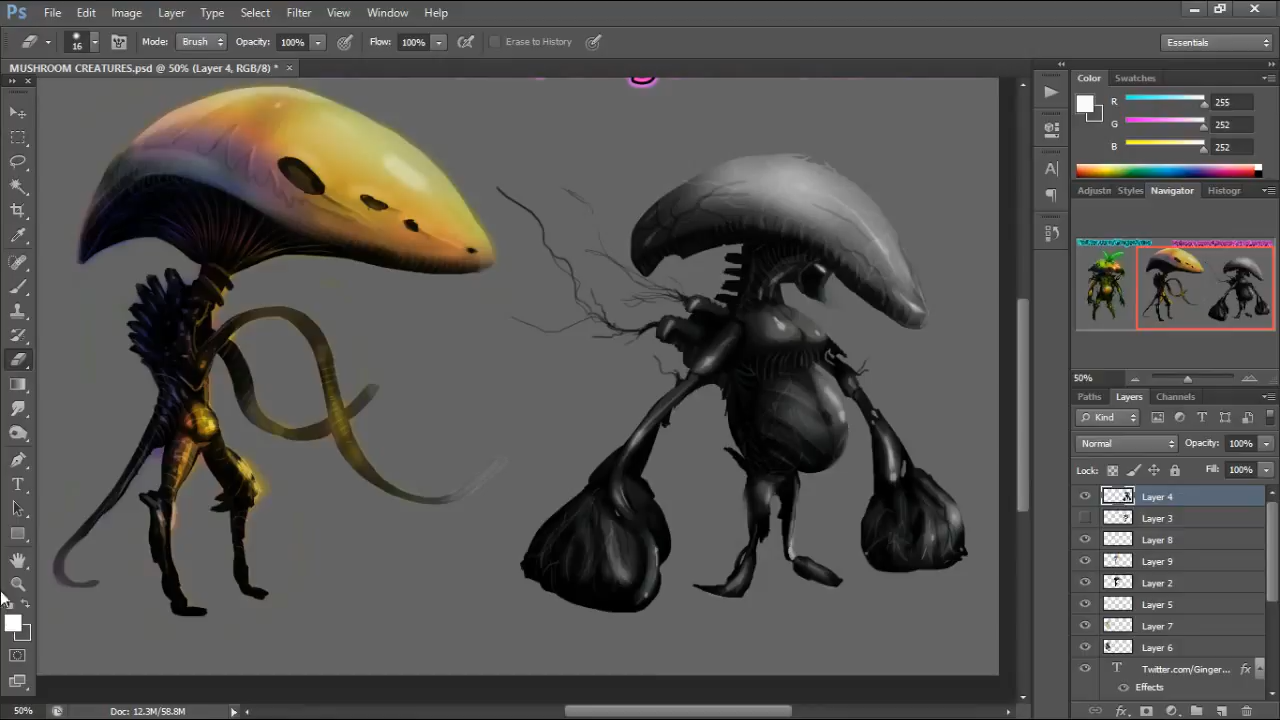 Ps File Edit Image Layer Type Select Filter View Window Help
16 Mode: Brush Opacity: 100% Flow: 100% Erase to History Essentials
MUSHROOM CREATURES.psd @ 50% (Layer 4, RGB/8) *
Color Swatches
R 255
G 252
B 252
Adjustn Styles Navigator Histogr
50%
Paths Layers Channels
Kind
Normal Opacity: 100%
Lock: Fill: 100%
Layer 4
Layer 3
Layer 8
Layer 9
Layer 2
Layer 5
Layer 7
Layer 6
T Twitter.com/Ginger... fx
Effects
50% Doc: 12.3M/58.8M